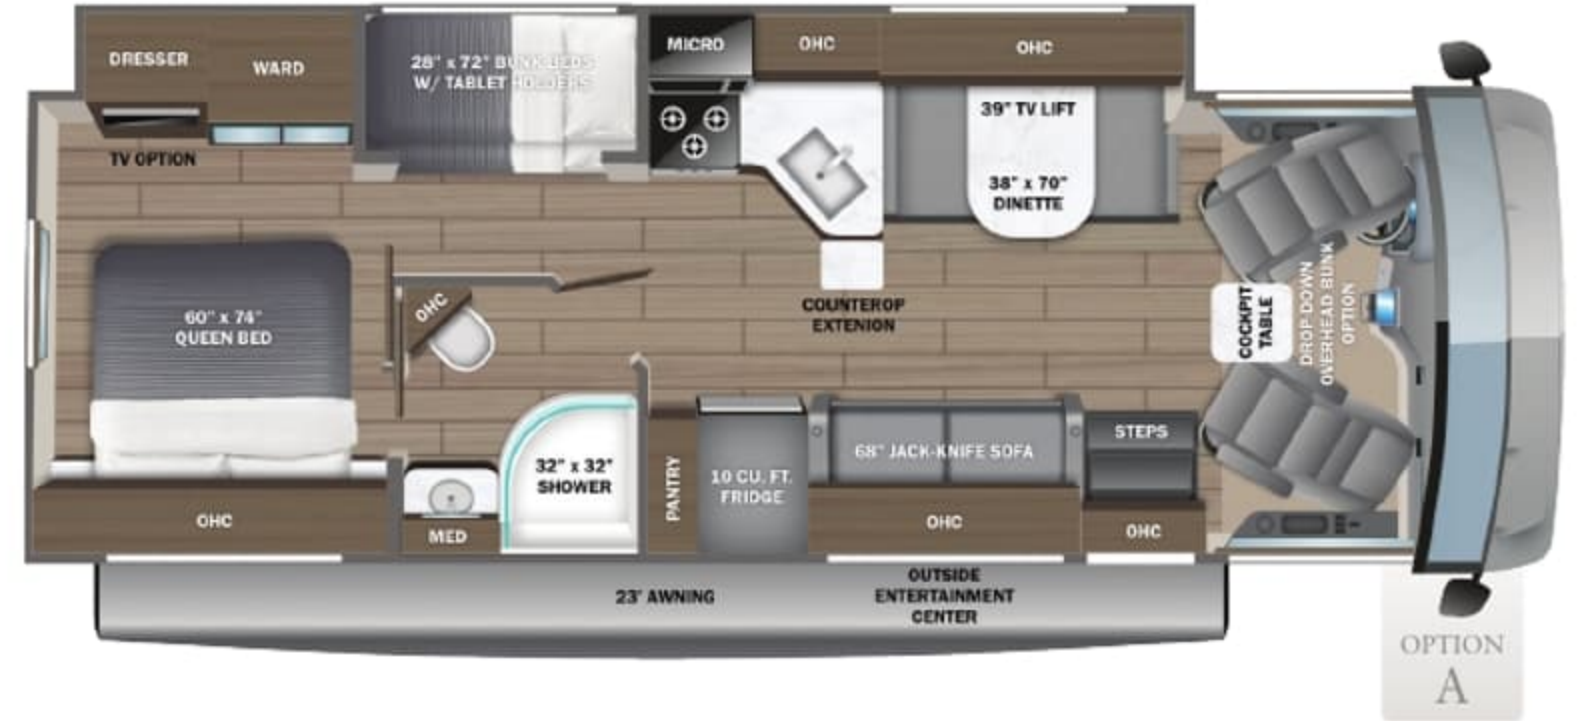 DRESSER
WARD
TV OPTION
28" x 72" BUNK BEDS
W/ TABLET HOLDERS
MICRO
OHC
OHC
39" TV LIFT
38" x 70"
DINETTE
60" x 74"
QUEEN BED
OHC
COUNTEROP
EXTENION
COCKPIT
TABLE
DROP DOWN
OVERHEAD BUNK
OPTION
32" x 32"
SHOWER
PANTRY
10 CU. FT.
FRIDGE
68" JACK-KNIFE SOFA
STEPS
OHC
MED
OHC
OHC
23' AWNING
OUTSIDE
ENTERTAINMENT
CENTER
OPTION
A